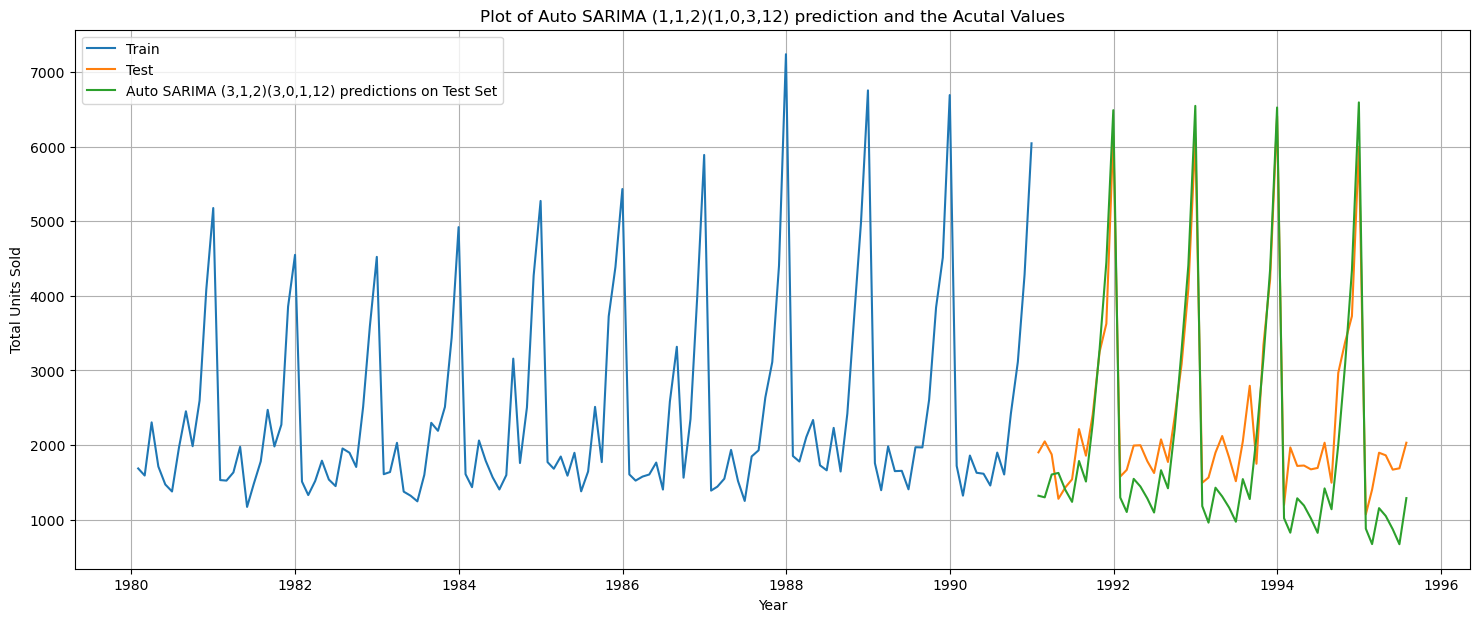 Plot of Auto SARIMA (1,1,2)(1,0,3,12) prediction and the Acutal Values
Train
Test
Auto SARIMA (3,1,2)(3,0,1,12) predictions on Test Set
7000
6000
5000
4000
3000
2000
1000
Total Units Sold
1980 1982 1984 1986 1988 1990 1992 1994 1996
Year